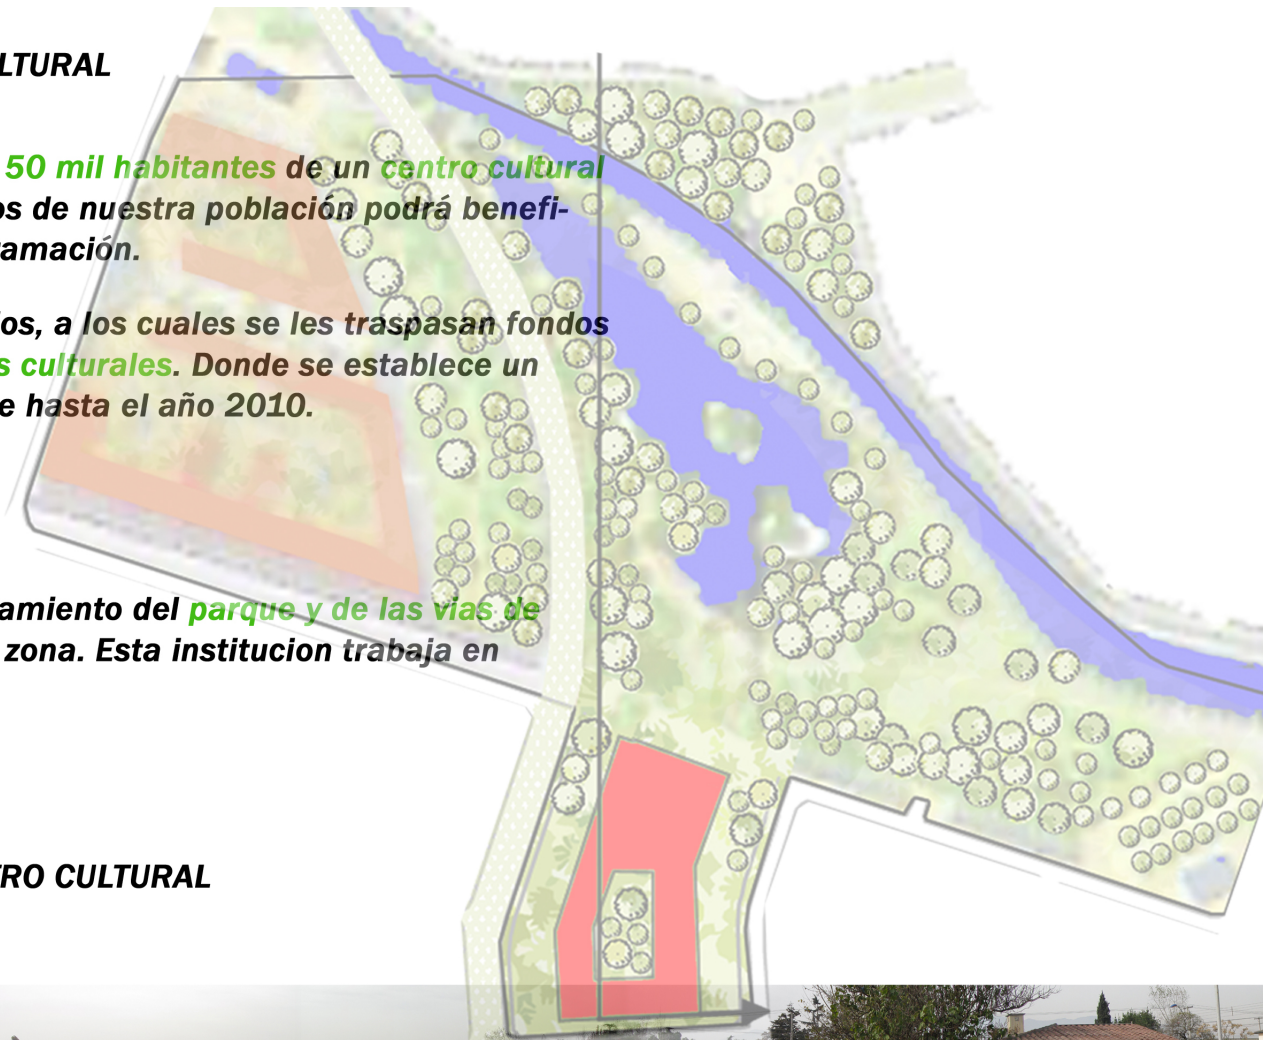 LTURAL
50 mil habitantes de un centro cultural
os de nuestra población podrá benefi-
ramación.
os, a los cuales se les traspasan fondos
s culturales. Donde se establece un
e hasta el año 2010.
amiento del parque y de las vias de
zona. Esta institucion trabaja en
TRO CULTURAL